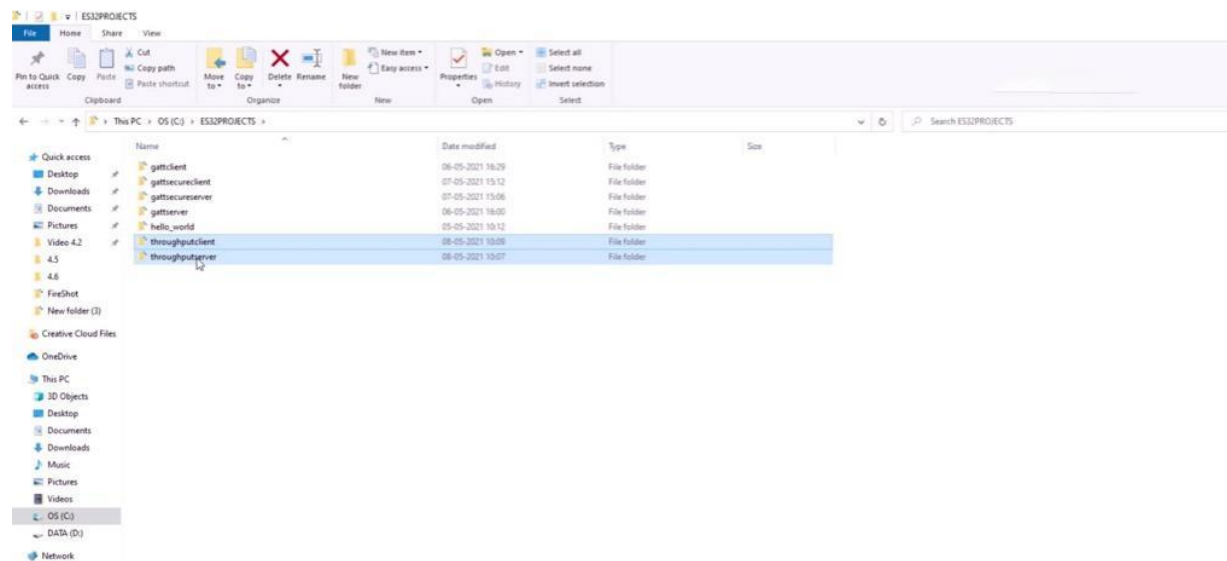 ES32PROJECTS
File Home Share View
Pin to Quick access
Copy
Paste
Cut
Copy path
Paste shortcut
Clipboard
Move to
Copy to
Delete
Rename
Organize
New folder
New item
Easy access
New
Properties
Open
Edit
History
Open
Select all
Select none
Invert selection
Select
This PC › OS (C:) › ES32PROJECTS ›
Search ES32PROJECTS
Name Date modified Type Size
gattclient 06-05-2021 16:29 File folder
gattsecureclient 07-05-2021 15:12 File folder
gattsecureserver 07-05-2021 15:06 File folder
gattserver 06-05-2021 16:00 File folder
hello_world 05-05-2021 10:12 File folder
throughputclient 08-05-2021 10:09 File folder
throughputserver 08-05-2021 10:07 File folder
Quick access
Desktop
Downloads
Documents
Pictures
Video 4.2
4.5
4.6
FireShot
New folder (3)
Creative Cloud Files
OneDrive
This PC
3D Objects
Desktop
Documents
Downloads
Music
Pictures
Videos
OS (C:)
DATA (D:)
Network